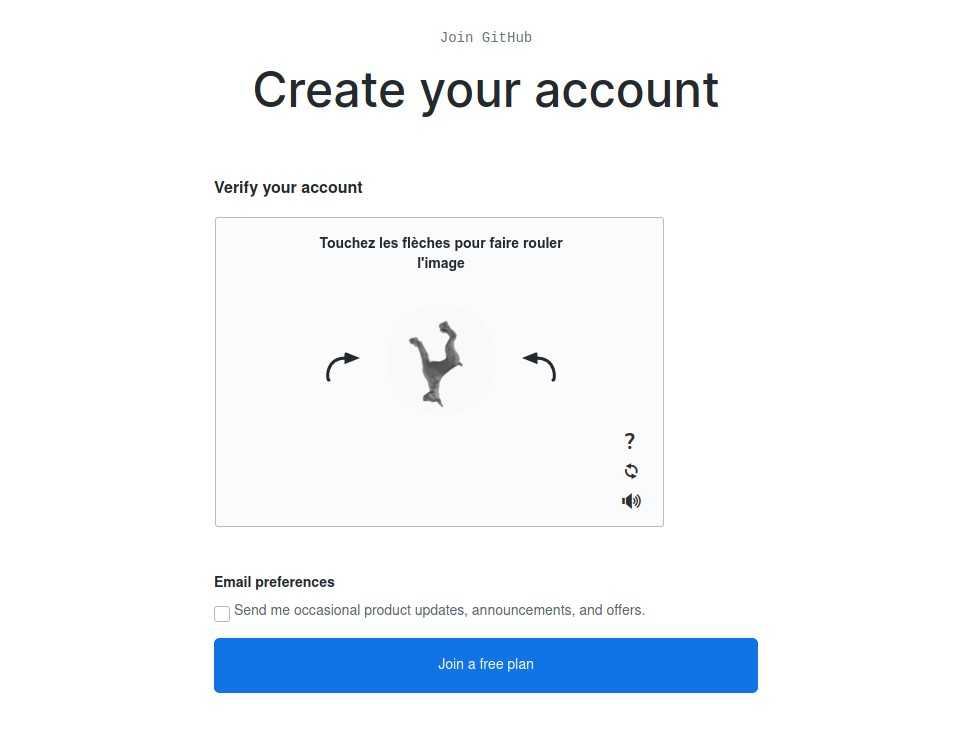 Join GitHub
Create your account
Verify your account
Touchez les flèches pour faire rouler
l'image
?
Email preferences
Send me occasional product updates, announcements, and offers.
Join a free plan